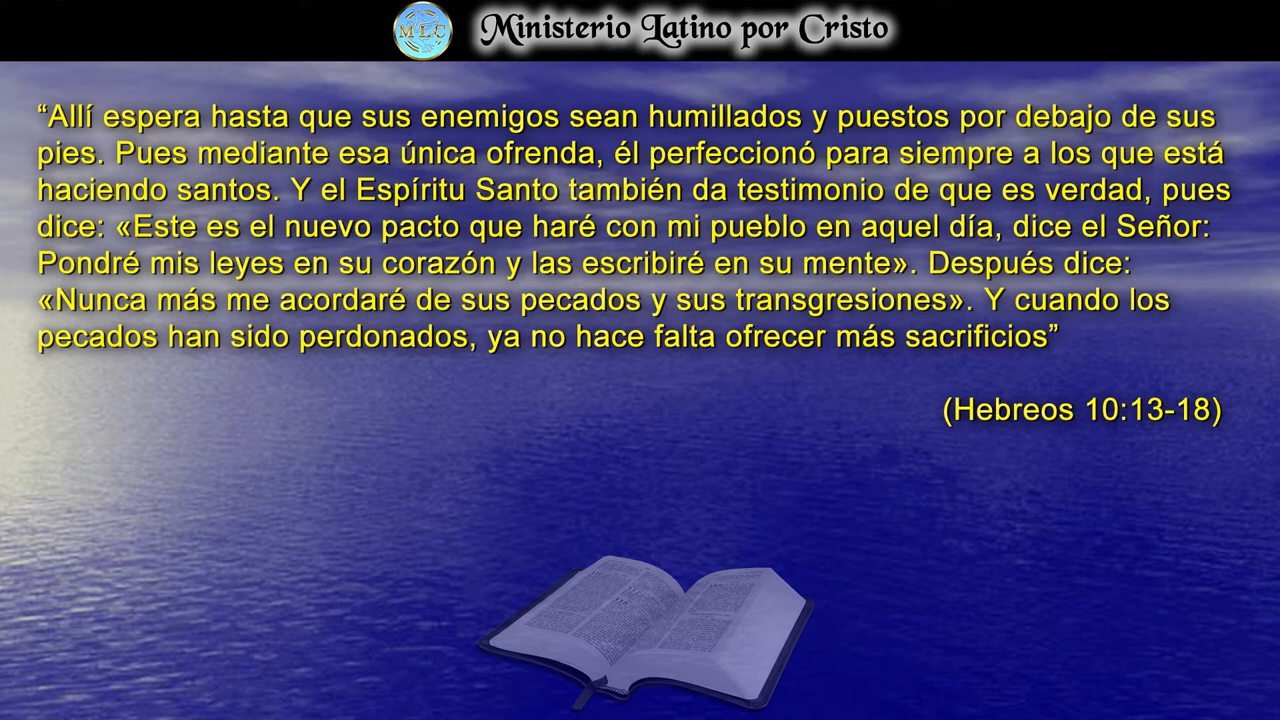 MLC
Ministerio Latino por Cristo
“Allí espera hasta que sus enemigos sean humillados y puestos por debajo de sus
pies. Pues mediante esa única ofrenda, él perfeccionó para siempre a los que está
haciendo santos. Y el Espíritu Santo también da testimonio de que es verdad, pues
dice: «Este es el nuevo pacto que haré con mi pueblo en aquel día, dice el Señor:
Pondré mis leyes en su corazón y las escribiré en su mente». Después dice:
«Nunca más me acordaré de sus pecados y sus transgresiones». Y cuando los
pecados han sido perdonados, ya no hace falta ofrecer más sacrificios”
(Hebreos 10:13-18)